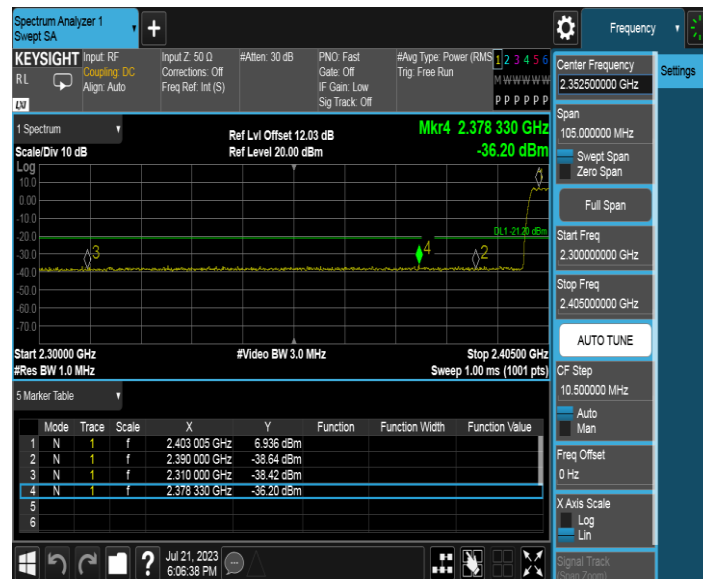 Spectrum Analyzer 1
Swept SA
+
Frequency
KEYSIGHT
RL
LXI
Input: RF
Coupling: DC
Align: Auto
Input Z: 50 Ω
Corrections: Off
Freq Ref: Int (S)
#Atten: 30 dB
PNO: Fast
Gate: Off
IF Gain: Low
Sig Track: Off
#Avg Type: Power (RMS
Trig: Free Run
1 2 3 4 5 6
M W W W W W
P P P P P P
Center Frequency
2.352500000 GHz
Settings
Span
105.000000 MHz
Swept Span
Zero Span
Full Span
Start Freq
2.300000000 GHz
Stop Freq
2.405000000 GHz
AUTO TUNE
CF Step
10.500000 MHz
Auto
Man
Freq Offset
0 Hz
X Axis Scale
Log
Lin
Signal Track
(Span Zoom)
1 Spectrum
Scale/Div 10 dB
Ref Lvl Offset 12.03 dB
Ref Level 20.00 dBm
Mkr4 2.378 330 GHz
-36.20 dBm
Log
10.0
0.00
-10.0
-20.0
-30.0
-40.0
-50.0
-60.0
-70.0
DL1 -21.20 dBm
3
4
2
Start 2.30000 GHz
#Res BW 1.0 MHz
#Video BW 3.0 MHz
Stop 2.40500 GHz
Sweep 1.00 ms (1001 pts)
5 Marker Table
Mode Trace Scale X Y Function Function Width Function Value
1 N 1 f 2.403 005 GHz 6.936 dBm
2 N 1 f 2.390 000 GHz -38.64 dBm
3 N 1 f 2.310 000 GHz -38.42 dBm
4 N 1 f 2.378 330 GHz -36.20 dBm
5
6
?
Jul 21, 2023
6:06:38 PM